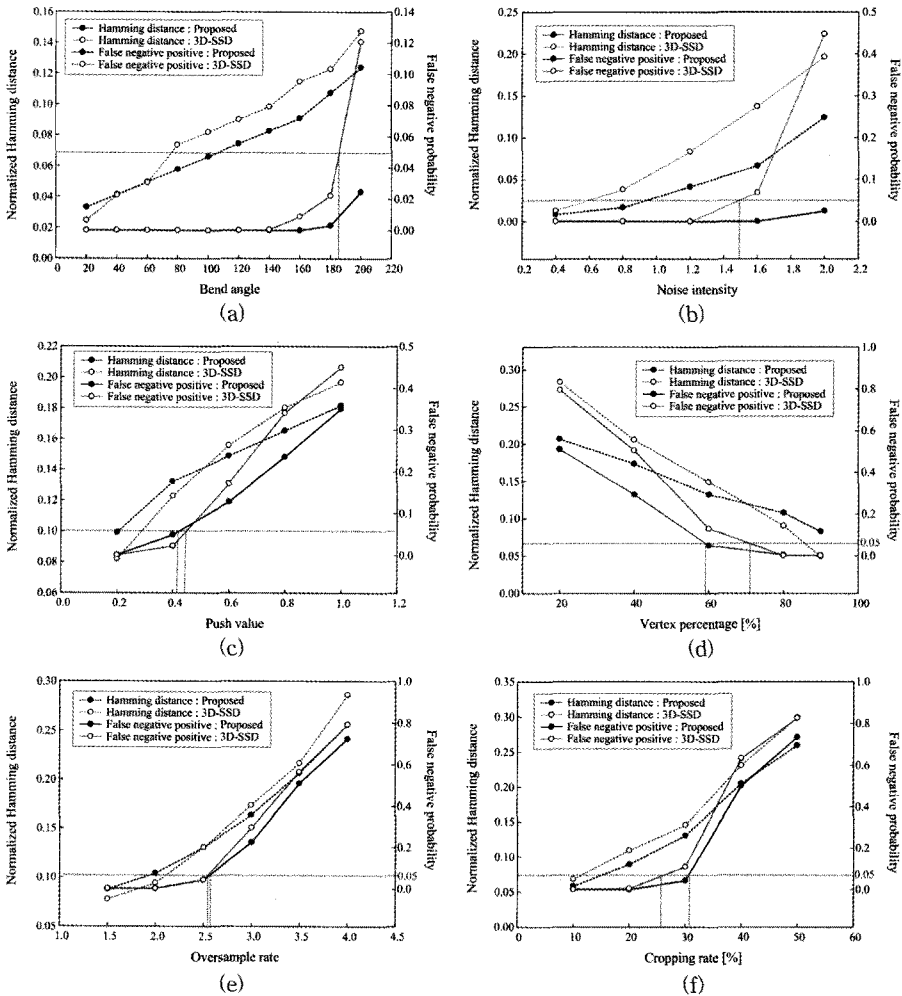 Hamming distance : Proposed
Hamming distance : 3D-SSD
False negative positive : Proposed
False negative positive : 3D-SSD
Normalized Hamming distance
0.16
0.14
0.12
0.10
0.08
0.06
0.04
0.02
0.00
False negative probability
0.14
0.12
0.10
0.08
0.06
0.04
0.02
0.00
0 20 40 60 80 100 120 140 160 180 200 220
Bend angle
(a)
Hamming distance : Proposed
Hamming distance : 3D-SSD
False negative positive : Proposed
False negative positive : 3D-SSD
Normalized Hamming distance
0.25
0.20
0.15
0.10
0.05
0.00
False negative probability
0.5
0.4
0.3
0.2
0.1
0.0
0.2 0.4 0.6 0.8 1.0 1.2 1.4 1.6 1.8 2.0 2.2
Noise intensity
(b)
Hamming distance : Proposed
Hamming distance : 3D-SSD
False negative positive : Proposed
False negative positive : 3D-SSD
Normalized Hamming distance
0.22
0.20
0.18
0.16
0.14
0.12
0.10
0.08
0.06
False negative probability
0.5
0.4
0.3
0.2
0.1
0.0
0.0 0.2 0.4 0.6 0.8 1.0 1.2
Push value
(c)
Hamming distance : Proposed
Hamming distance : 3D-SSD
False negative positive : Proposed
False negative positive : 3D-SSD
Normalized Hamming distance
0.30
0.25
0.20
0.15
0.10
0.05
0.00
False negative probability
1.0
0.8
0.6
0.4
0.2
0.05
0.0
20 40 60 80 100
Vertex percentage [%]
(d)
Hamming distance : Proposed
Hamming distance : 3D-SSD
False negative positive : Proposed
False negative positive : 3D-SSD
Normalized Hamming distance
0.30
0.25
0.20
0.15
0.10
0.05
False negative probability
1.0
0.8
0.6
0.4
0.2
0.05
0.0
1.0 1.5 2.0 2.5 3.0 3.5 4.0 4.5
Oversample rate
(e)
Hamming distance : Proposed
Hamming distance : 3D-SSD
False negative positive : Proposed
False negative positive : 3D-SSD
Normalized Hamming distance
0.35
0.30
0.25
0.20
0.15
0.10
0.05
0.00
False negative probability
1.0
0.8
0.6
0.4
0.2
0.05
0.0
0 10 20 30 40 50 60
Cropping rate [%]
(f)